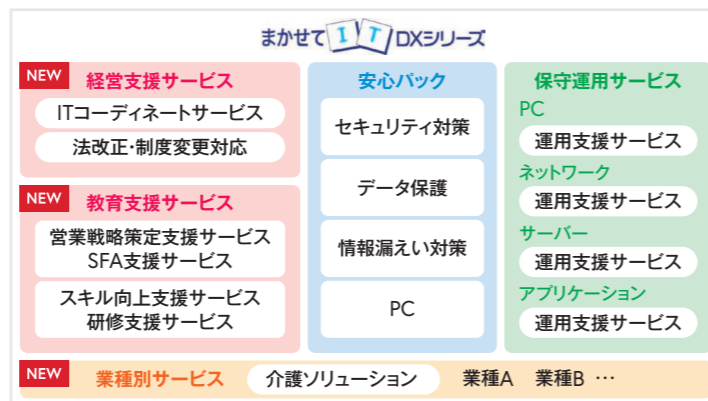 まかせてIT DXシリーズ
NEW
経営支援サービス
ITコーディネートサービス
法改正・制度変更対応
NEW
教育支援サービス
営業戦略策定支援サービス
SFA支援サービス
スキル向上支援サービス
研修支援サービス
安心パック
セキュリティ対策
データ保護
情報漏えい対策
PC
保守運用サービス
PC
運用支援サービス
ネットワーク
運用支援サービス
サーバー
運用支援サービス
アプリケーション
運用支援サービス
NEW
業種別サービス 介護ソリューション 業種A 業種B …